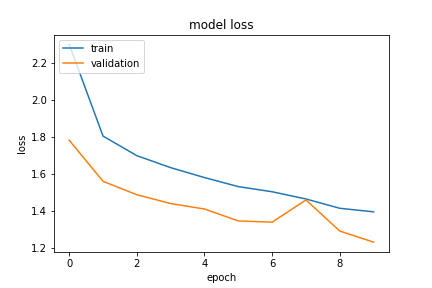 model loss
train
validation
2.2
2.0
1.8
1.6
1.4
1.2
loss
0 2 4 6 8
epoch